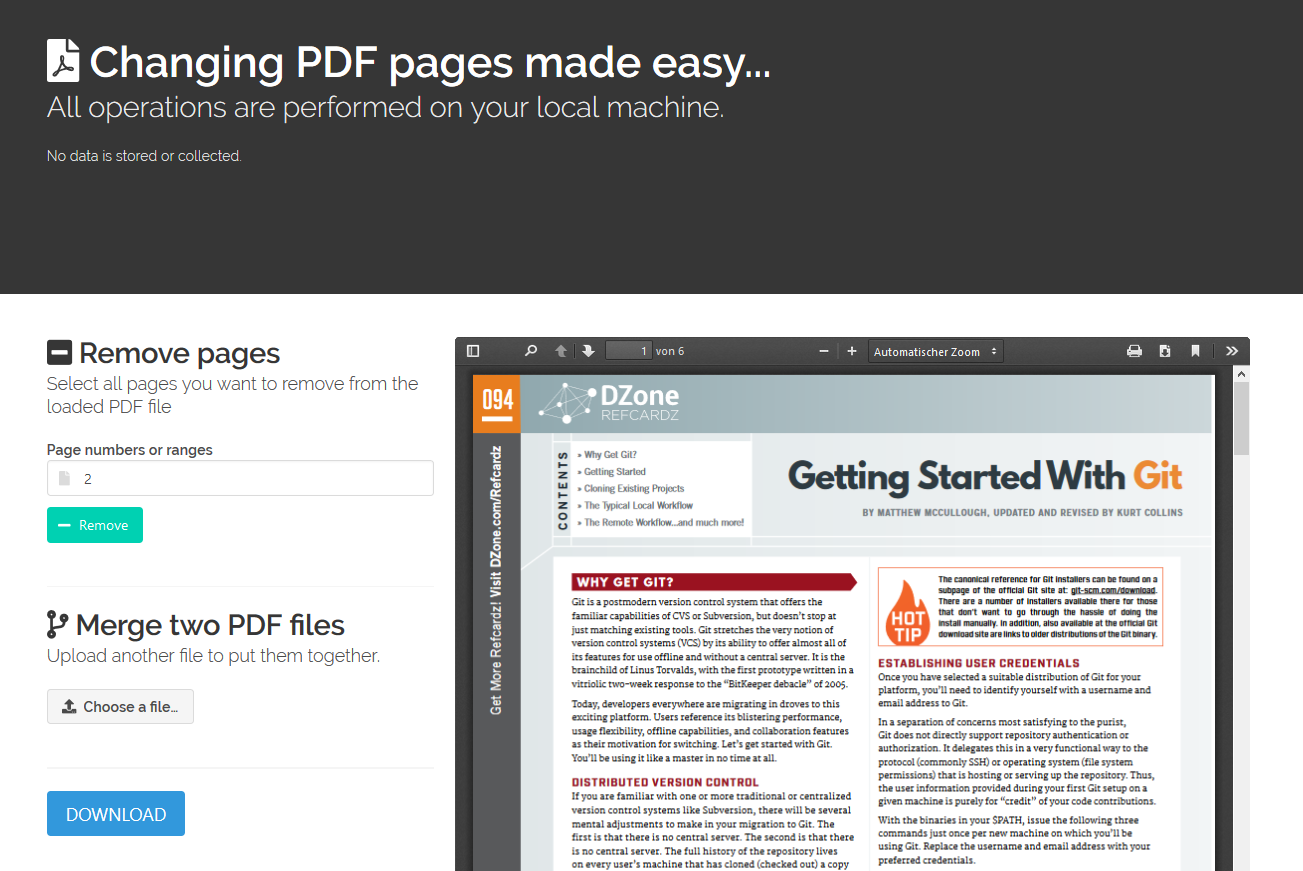 Changing PDF pages made easy...
All operations are performed on your local machine.
No data is stored or collected.
Remove pages
Select all pages you want to remove from the
loaded PDF file
Page numbers or ranges
2
Remove
Merge two PDF files
Upload another file to put them together.
Choose a file…
DOWNLOAD
1 von 6
Automatischer Zoom
094
DZone
REFCARDZ
Get More Refcardz! Visit DZone.com/Refcardz
CONTENTS
» Why Get Git?
» Getting Started
» Cloning Existing Projects
» The Typical Local Workflow
» The Remote Workflow...and much more!
Getting Started With Git
BY MATTHEW MCCULLOUGH, UPDATED AND REVISED BY KURT COLLINS
WHY GET GIT?
Git is a postmodern version control system that offers the
familiar capabilities of CVS or Subversion, but doesn't stop at
just matching existing tools. Git stretches the very notion of
version control systems (VCS) by its ability to offer almost all of
its features for use offline and without a central server. It is the
brainchild of Linus Torvalds, with the first prototype written in a
vitriolic two-week response to the “BitKeeper debacle” of 2005.
Today, developers everywhere are migrating in droves to this
exciting platform. Users reference its blistering performance,
usage flexibility, offline capabilities, and collaboration features
as their motivation for switching. Let's get started with Git.
You'll be using it like a master in no time at all.
DISTRIBUTED VERSION CONTROL
If you are familiar with one or more traditional or centralized
version control systems like Subversion, there will be several
mental adjustments to make in your migration to Git. The
first is that there is no central server. The second is that there
is no central server. The full history of the repository lives
on every user's machine that has cloned (checked out) a copy
HOT
TIP
The canonical reference for Git installers can be found on a
subpage of the official Git site at: git-scm.com/download.
There are a number of installers available there for those
that don't want to go through the hassle of doing the
install manually. In addition, also available at the official Git
download site are links to older distributions of the Git binary.
ESTABLISHING USER CREDENTIALS
Once you have selected a suitable distribution of Git for your
platform, you'll need to identify yourself with a username and
email address to Git.
In a separation of concerns most satisfying to the purist,
Git does not directly support repository authentication or
authorization. It delegates this in a very functional way to the
protocol (commonly SSH) or operating system (file system
permissions) that is hosting or serving up the repository. Thus,
the user information provided during your first Git setup on a
given machine is purely for “credit” of your code contributions.
With the binaries in your $PATH, issue the following three
commands just once per new machine on which you'll be
using Git. Replace the username and email address with your
preferred credentials.